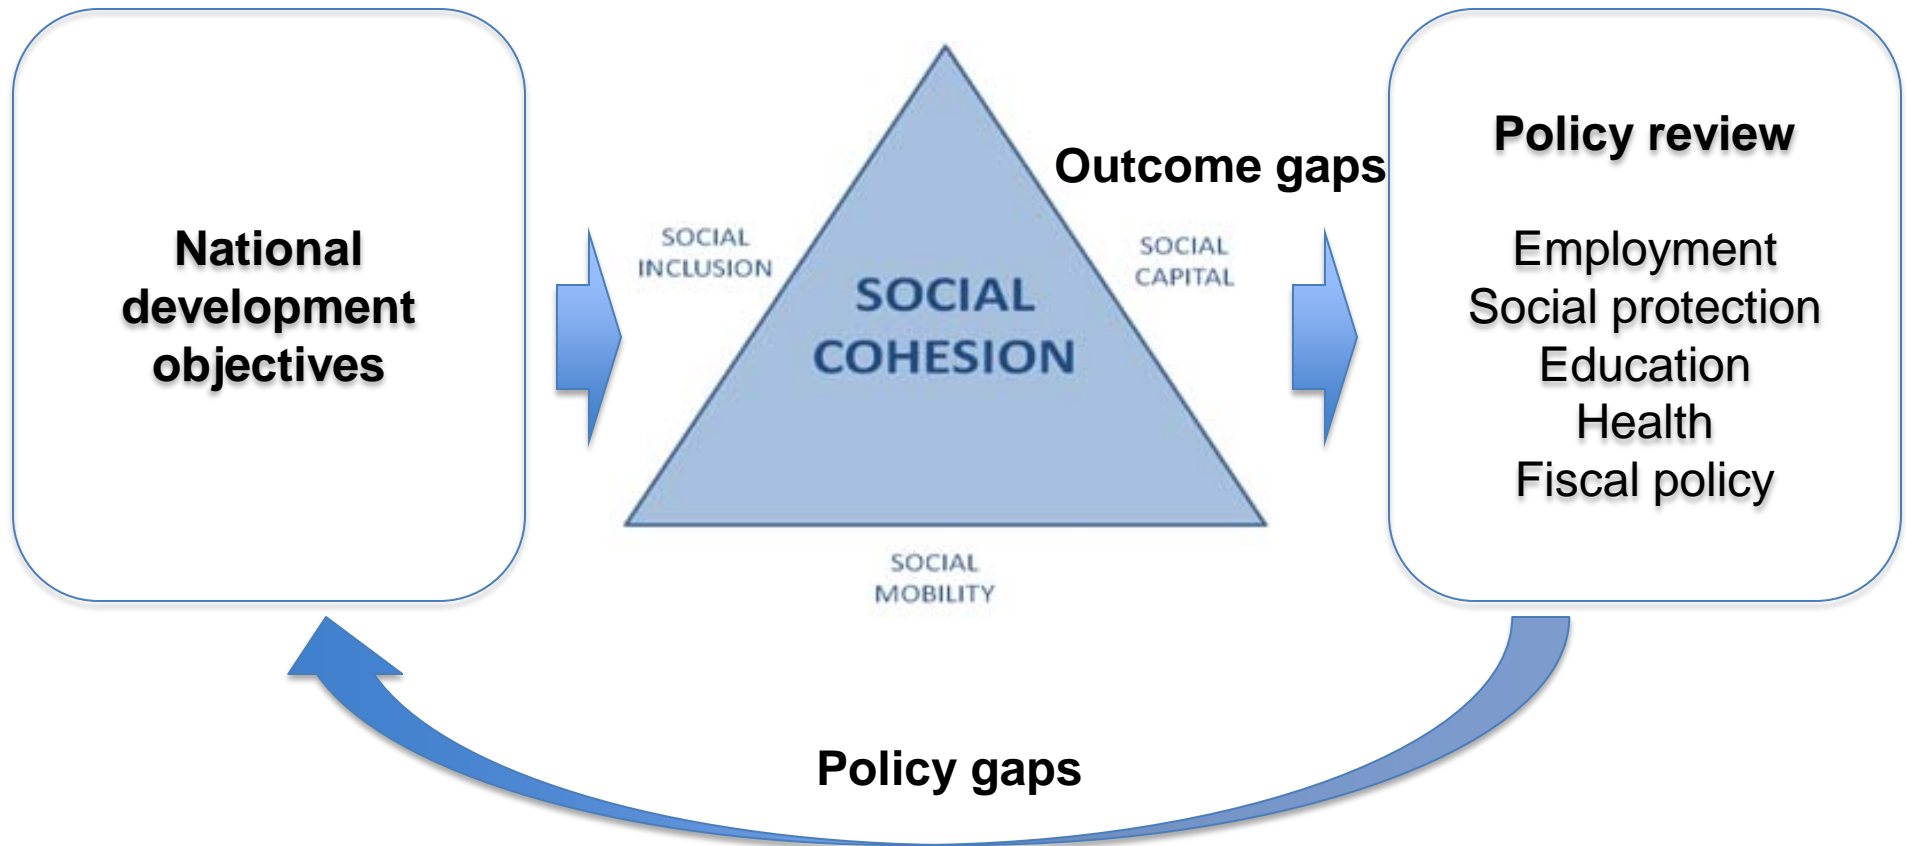 National
development
objectives
SOCIAL
INCLUSION
SOCIAL
COHESION
Outcome gaps
SOCIAL
CAPITAL
SOCIAL
MOBILITY
Policy review
Employment
Social protection
Education
Health
Fiscal policy
Policy gaps